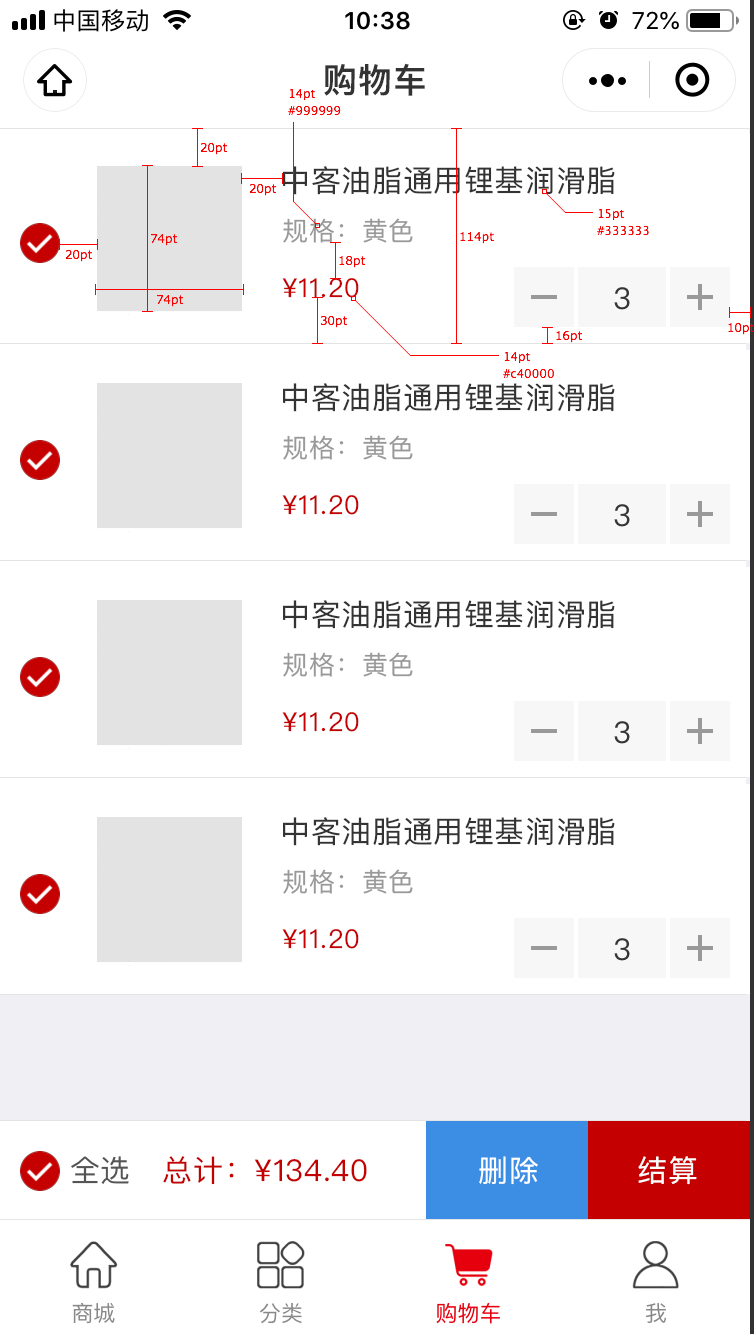 中国移动 10:38 72%
购物车
14pt
#999999
20pt
20pt
中客油脂通用锂基润滑脂
15pt
#333333
规格：黄色
74pt
114pt
20pt
18pt
¥11.20
3
74pt
30pt
10p
16pt
14pt
#c40000
中客油脂通用锂基润滑脂
规格：黄色
¥11.20
3
中客油脂通用锂基润滑脂
规格：黄色
¥11.20
3
中客油脂通用锂基润滑脂
规格：黄色
¥11.20
3
全选 总计：¥134.40 删除 结算
商城 分类 购物车 我